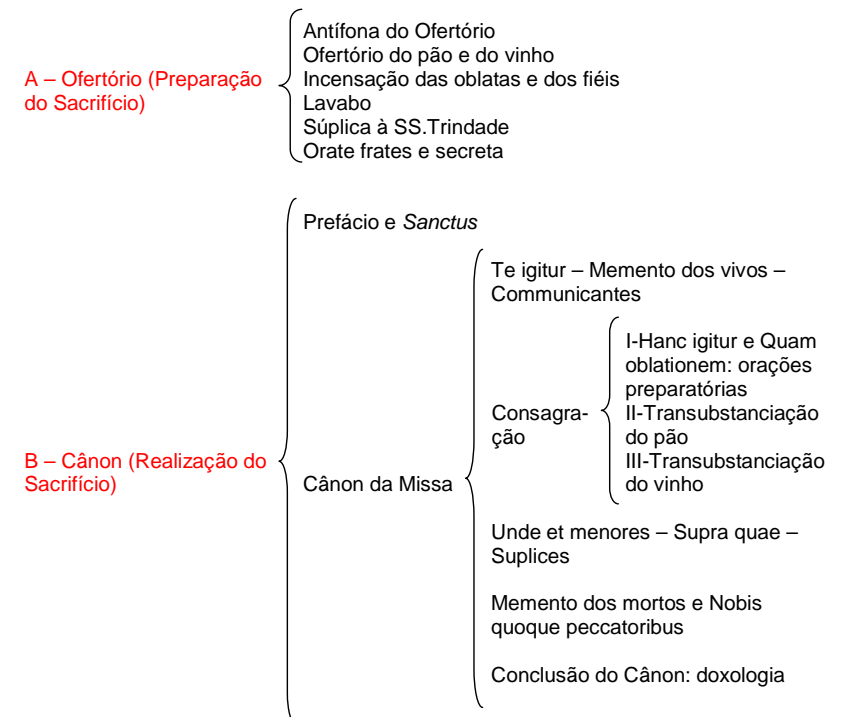 A – Ofertório (Preparação
do Sacrifício)
Antífona do Ofertório
Ofertório do pão e do vinho
Incensação das oblatas e dos fiéis
Lavabo
Súplica à SS.Trindade
Orate frates e secreta
B – Cânon (Realização do
Sacrifício)
Prefácio e Sanctus
Cânon da Missa
Te igitur – Memento dos vivos –
Communicantes
Consagra-
ção
I-Hanc igitur e Quam
oblationem: orações
preparatórias
II-Transubstanciação
do pão
III-Transubstanciação
do vinho
Unde et menores – Supra quae –
Suplices
Memento dos mortos e Nobis
quoque peccatoribus
Conclusão do Cânon: doxologia